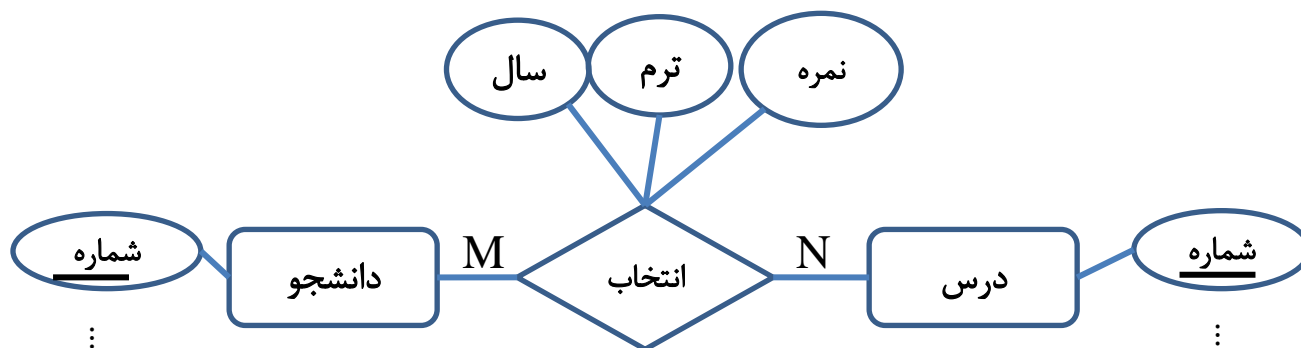 نمره
ترم
سال
شماره
درس
N
انتخاب
M
دانشجو
شماره
⋮
⋮